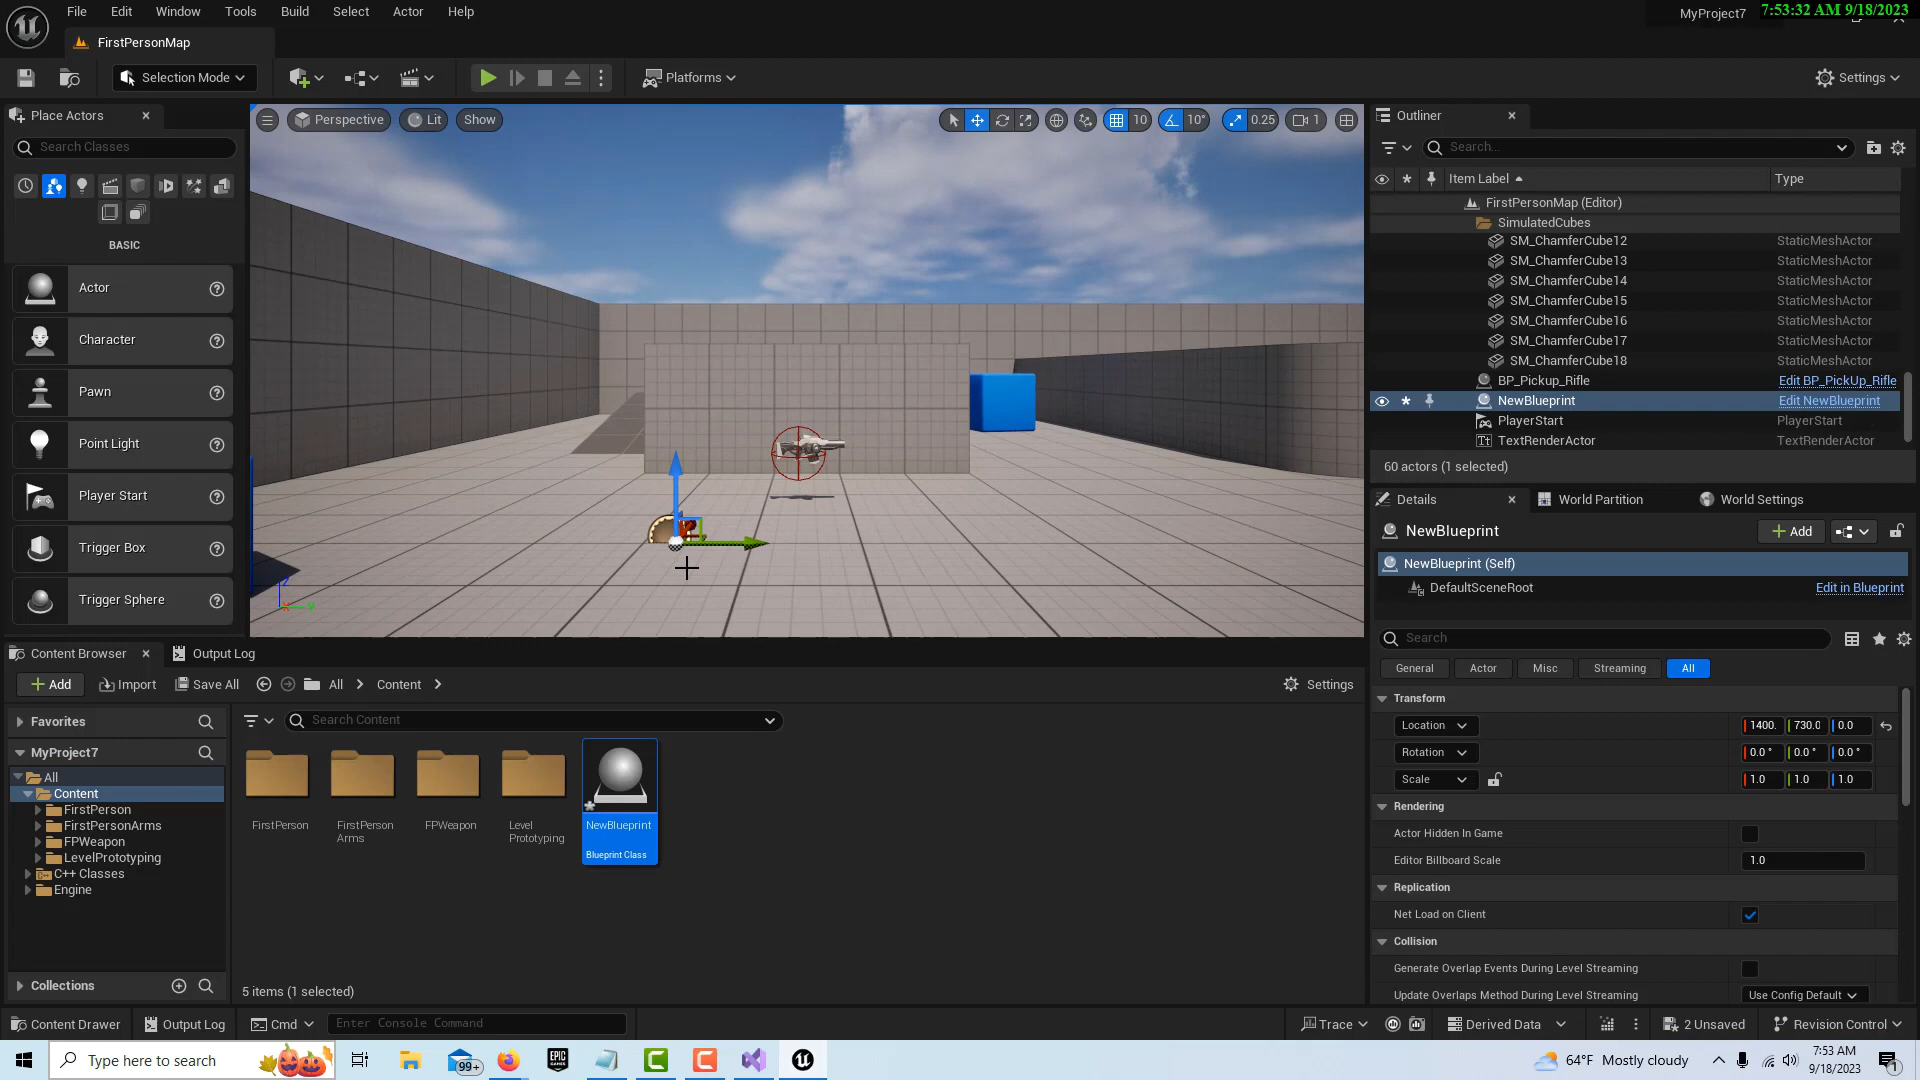 File Edit Window Tools Build Select Actor Help
MyProject7
7:53:32 AM 9/18/2023
FirstPersonMap
Selection Mode
Platforms
Settings
Place Actors
Search Classes
BASIC
Actor
Character
Pawn
Point Light
Player Start
Trigger Box
Trigger Sphere
Perspective
Lit
Show
10
10°
0.25
1
Outliner
Search...
Item Label
Type
FirstPersonMap (Editor)
SimulatedCubes
SM_ChamferCube12 StaticMeshActor
SM_ChamferCube13 StaticMeshActor
SM_ChamferCube14 StaticMeshActor
SM_ChamferCube15 StaticMeshActor
SM_ChamferCube16 StaticMeshActor
SM_ChamferCube17 StaticMeshActor
SM_ChamferCube18 StaticMeshActor
BP_Pickup_Rifle Edit BP_PickUp_Rifle
NewBlueprint Edit NewBlueprint
PlayerStart PlayerStart
TextRenderActor TextRenderActor
60 actors (1 selected)
Details
World Partition
World Settings
NewBlueprint
Add
NewBlueprint (Self)
DefaultSceneRoot Edit in Blueprint
Search
General Actor Misc Streaming All
Transform
Location 1400. 730.0 0.0
Rotation 0.0 ° 0.0 ° 0.0 °
Scale 1.0 1.0 1.0
Rendering
Actor Hidden In Game
Editor Billboard Scale 1.0
Replication
Net Load on Client
Collision
Generate Overlap Events During Level Streaming
Update Overlaps Method During Level Streaming Use Config Default
Content Browser
Output Log
Add Import Save All All Content
Settings
Favorites
Search Content
MyProject7
All
Content
FirstPerson
FirstPersonArms
FPWeapon
LevelPrototyping
C++ Classes
Engine
Collections
FirstPerson
FirstPerson
Arms
FPWeapon
Level
Prototyping
NewBlueprint
Blueprint Class
5 items (1 selected)
Content Drawer Output Log Cmd Enter Console Command
Trace Derived Data 2 Unsaved Revision Control
Type here to search
99+
64°F Mostly cloudy
7:53 AM
9/18/2023
1